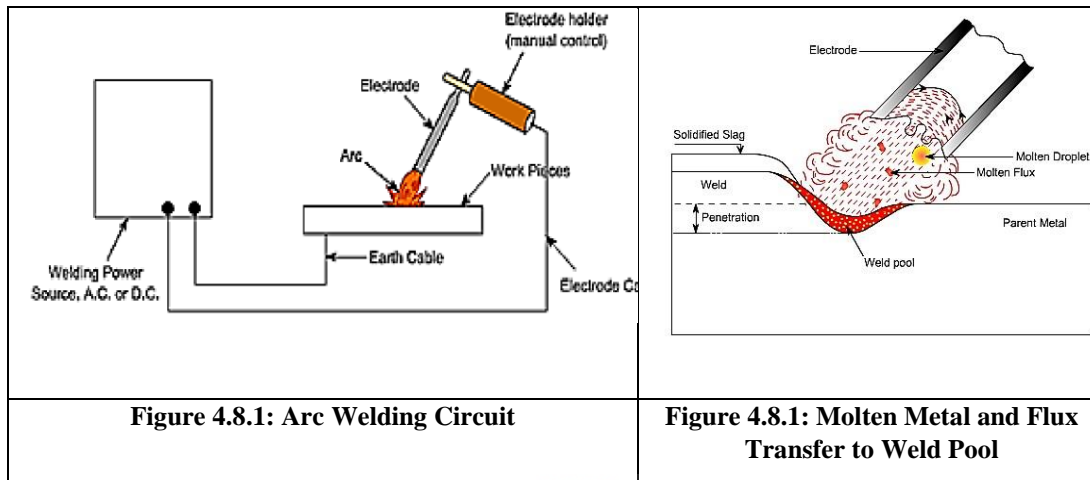 Electrode holder
(manual control)
Electrode
Arc
Work Pieces
Earth Cable
Welding Power
Source, A.C. or D.C.
Electrode Ca
Electrode
Solidified Slag
Molten Droplet
Molten Flux
Weld
Penetration
Parent Metal
Weld pool
Figure 4.8.1: Arc Welding Circuit
Figure 4.8.1: Molten Metal and Flux
Transfer to Weld Pool